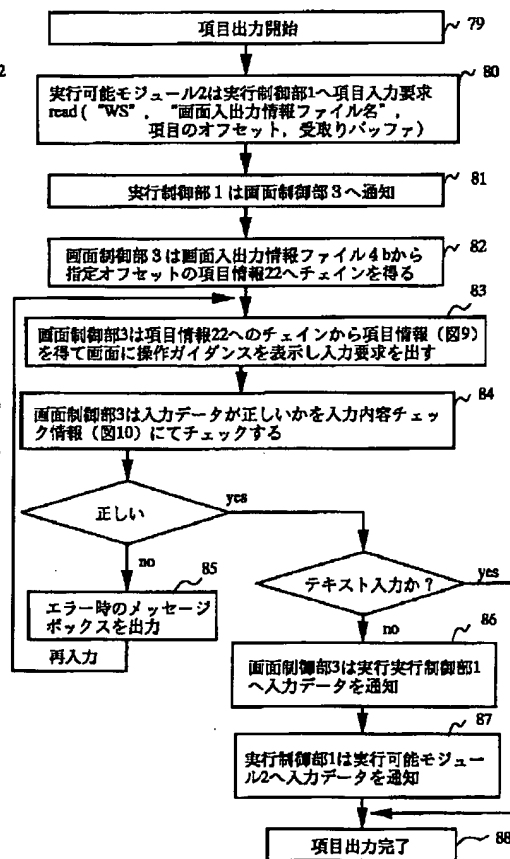 項目出力開始
79
2
80
実行可能モジュール2は実行制御部1へ項目入力要求
read( "WS", "画面入出力情報ファイル名",
項目のオフセット, 受取りバッファ)
81
実行制御部1は画面制御部3へ通知
82
画面制御部3は画面入出力情報ファイル4bから
指定オフセットの項目情報22へチェインを得る
83
画面制御部3は項目情報22へのチェインから項目情報(図9)
を得て画面に操作ガイダンスを表示し入力要求を出す
84
画面制御部3は入力データが正しいかを入力内容チェッ
ク情報(図10)にてチェックする
正しい
yes
no
テキスト入力か?
yes
no
85
エラー時のメッセージ
ボックスを出力
再入力
86
画面制御部3は実行実行制御部1
へ入力データを通知
87
実行制御部1は実行可能モジュー
ル2へ入力データを通知
項目出力完了
88